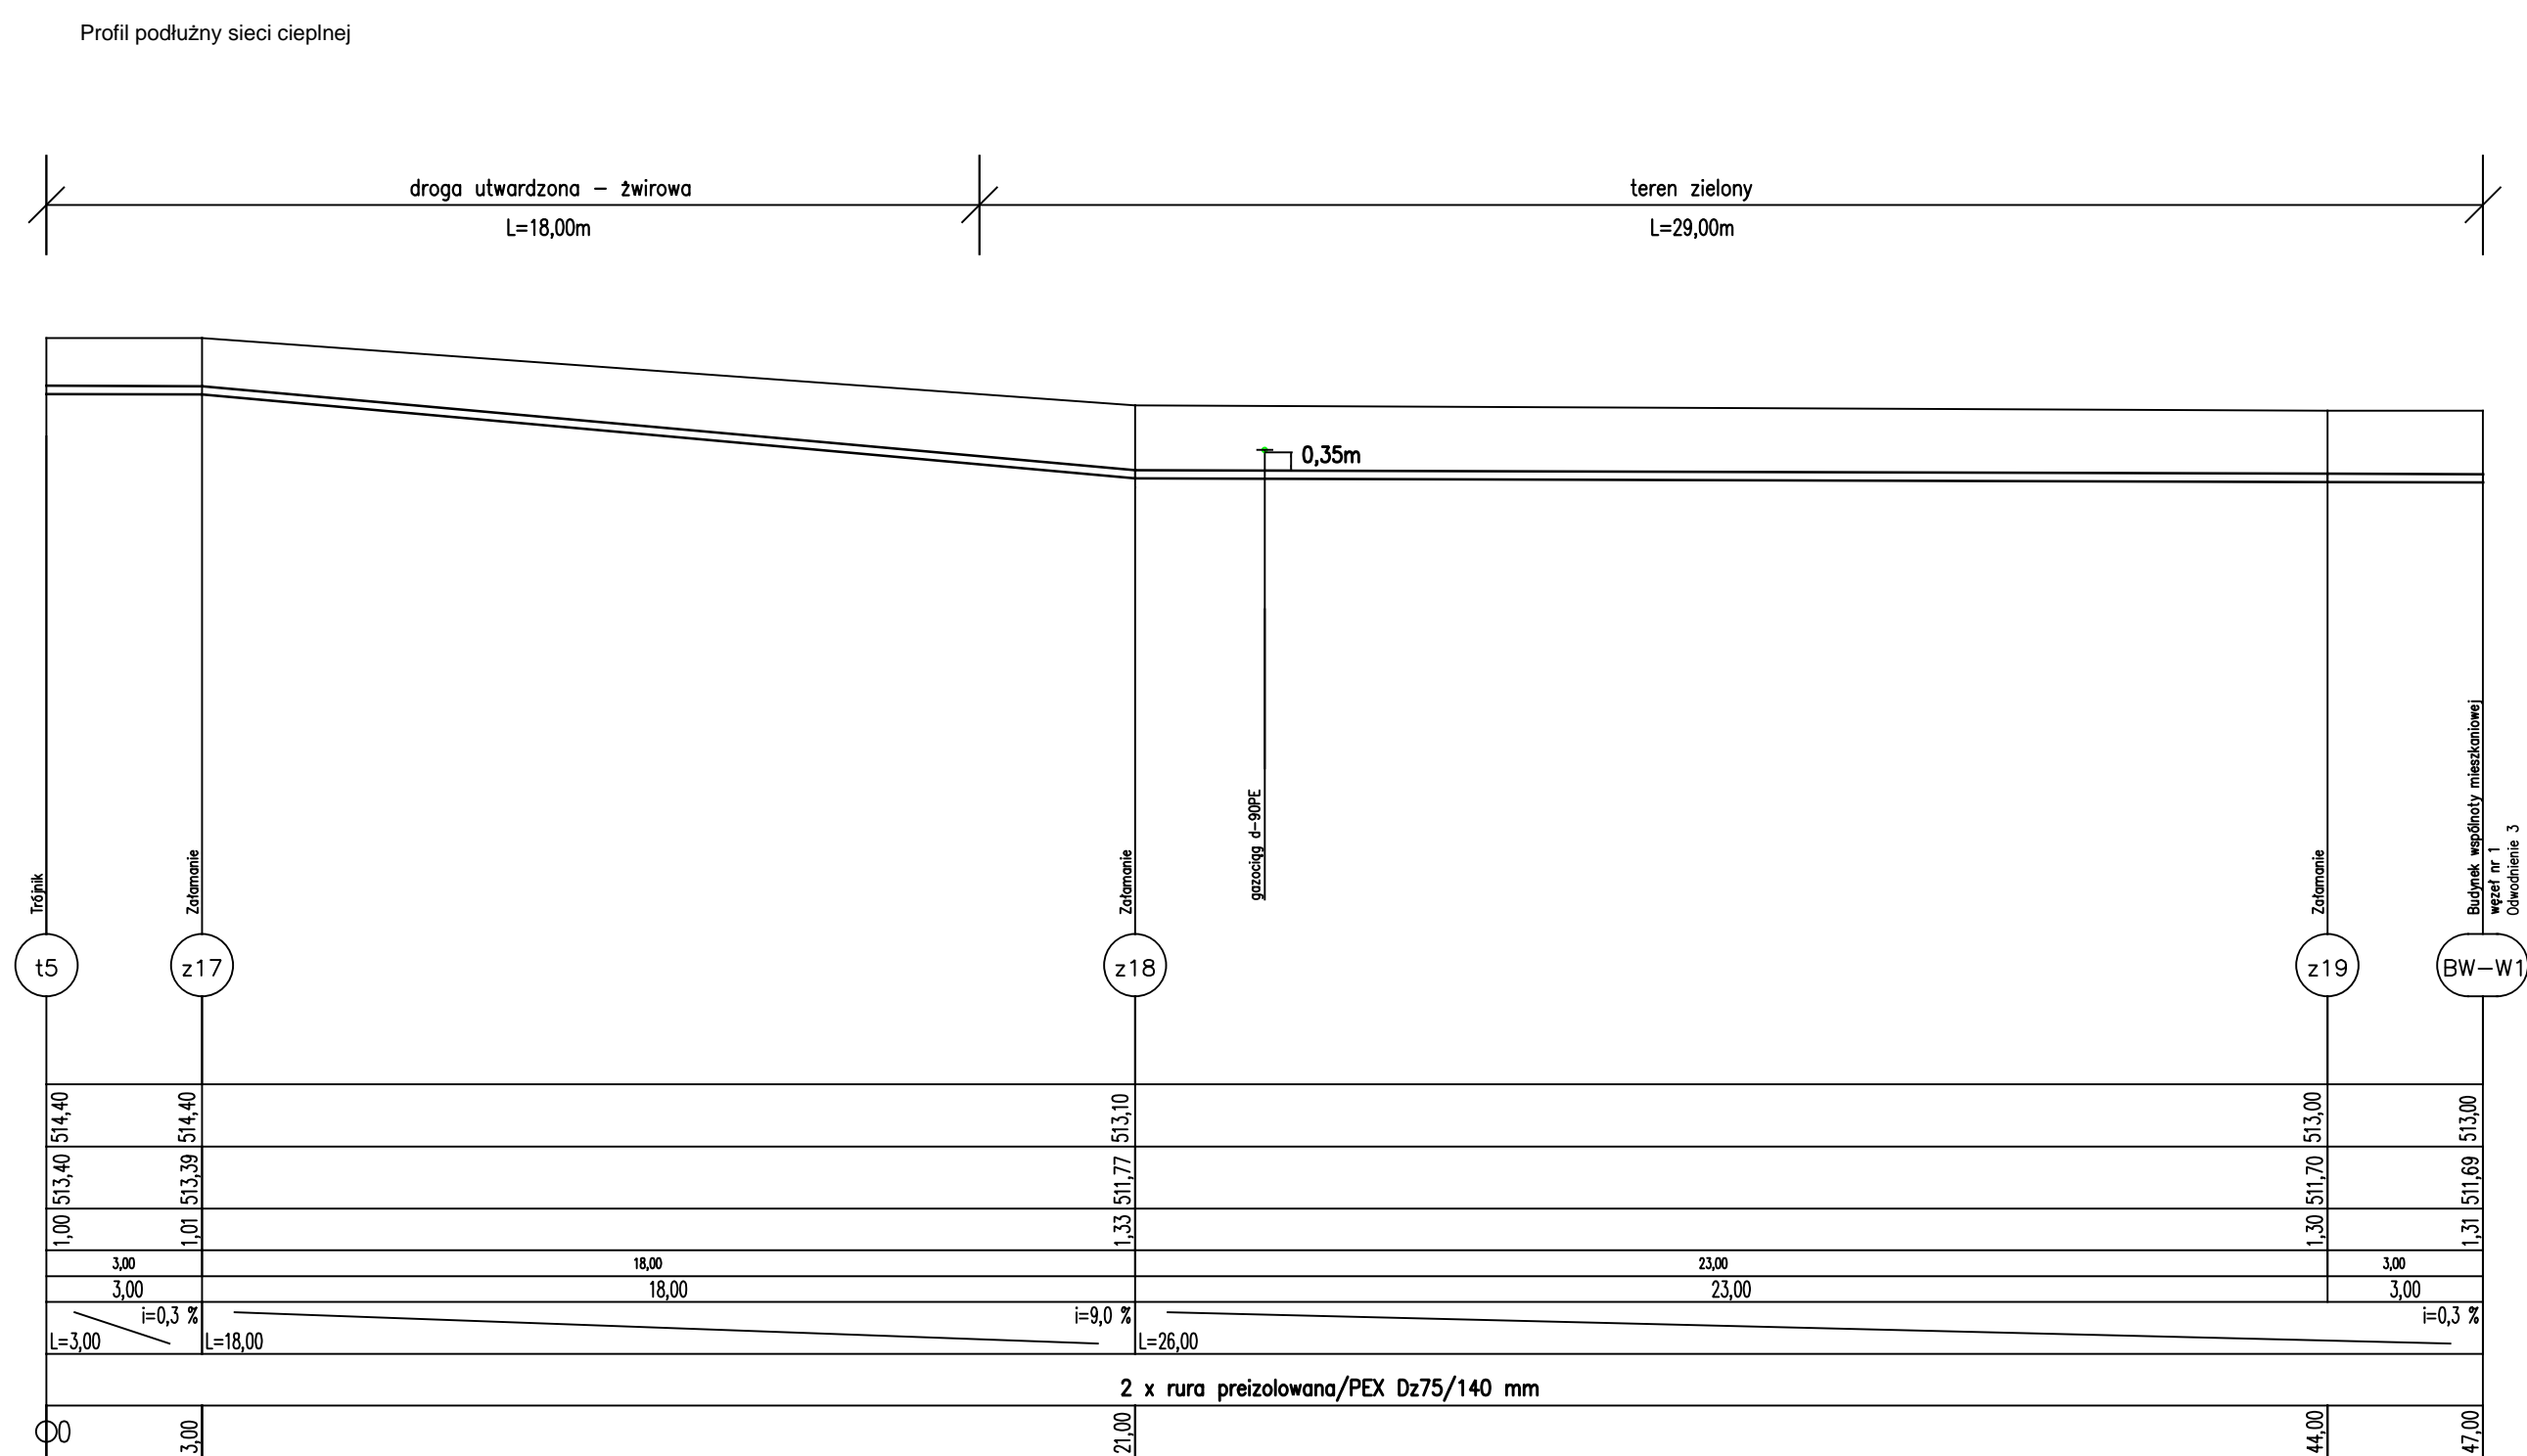 Profil podłużny sieci cieplnej
droga utwardzona – żwirowa
L=18,00m
teren zielony
L=29,00m
0,35m
Trójnik
Załamanie
Załamanie
gazociąg d-90PE
Załamanie
Budynek wspólnoty mieszkaniowej
węzeł nr 1
Odwodnienie 3
t5
z17
z18
z19
BW-W1
514,40
514,40
513,10
513,00
513,00
513,40
513,39
511,77
511,70
511,69
1,00
1,01
1,33
1,30
1,31
3,00
18,00
23,00
3,00
3,00
18,00
23,00
3,00
i=0,3 %
i=9,0 %
i=0,3 %
L=3,00
L=18,00
L=26,00
2 x rura preizolowana/PEX Dz75/140 mm
0
3,00
21,00
44,00
47,00